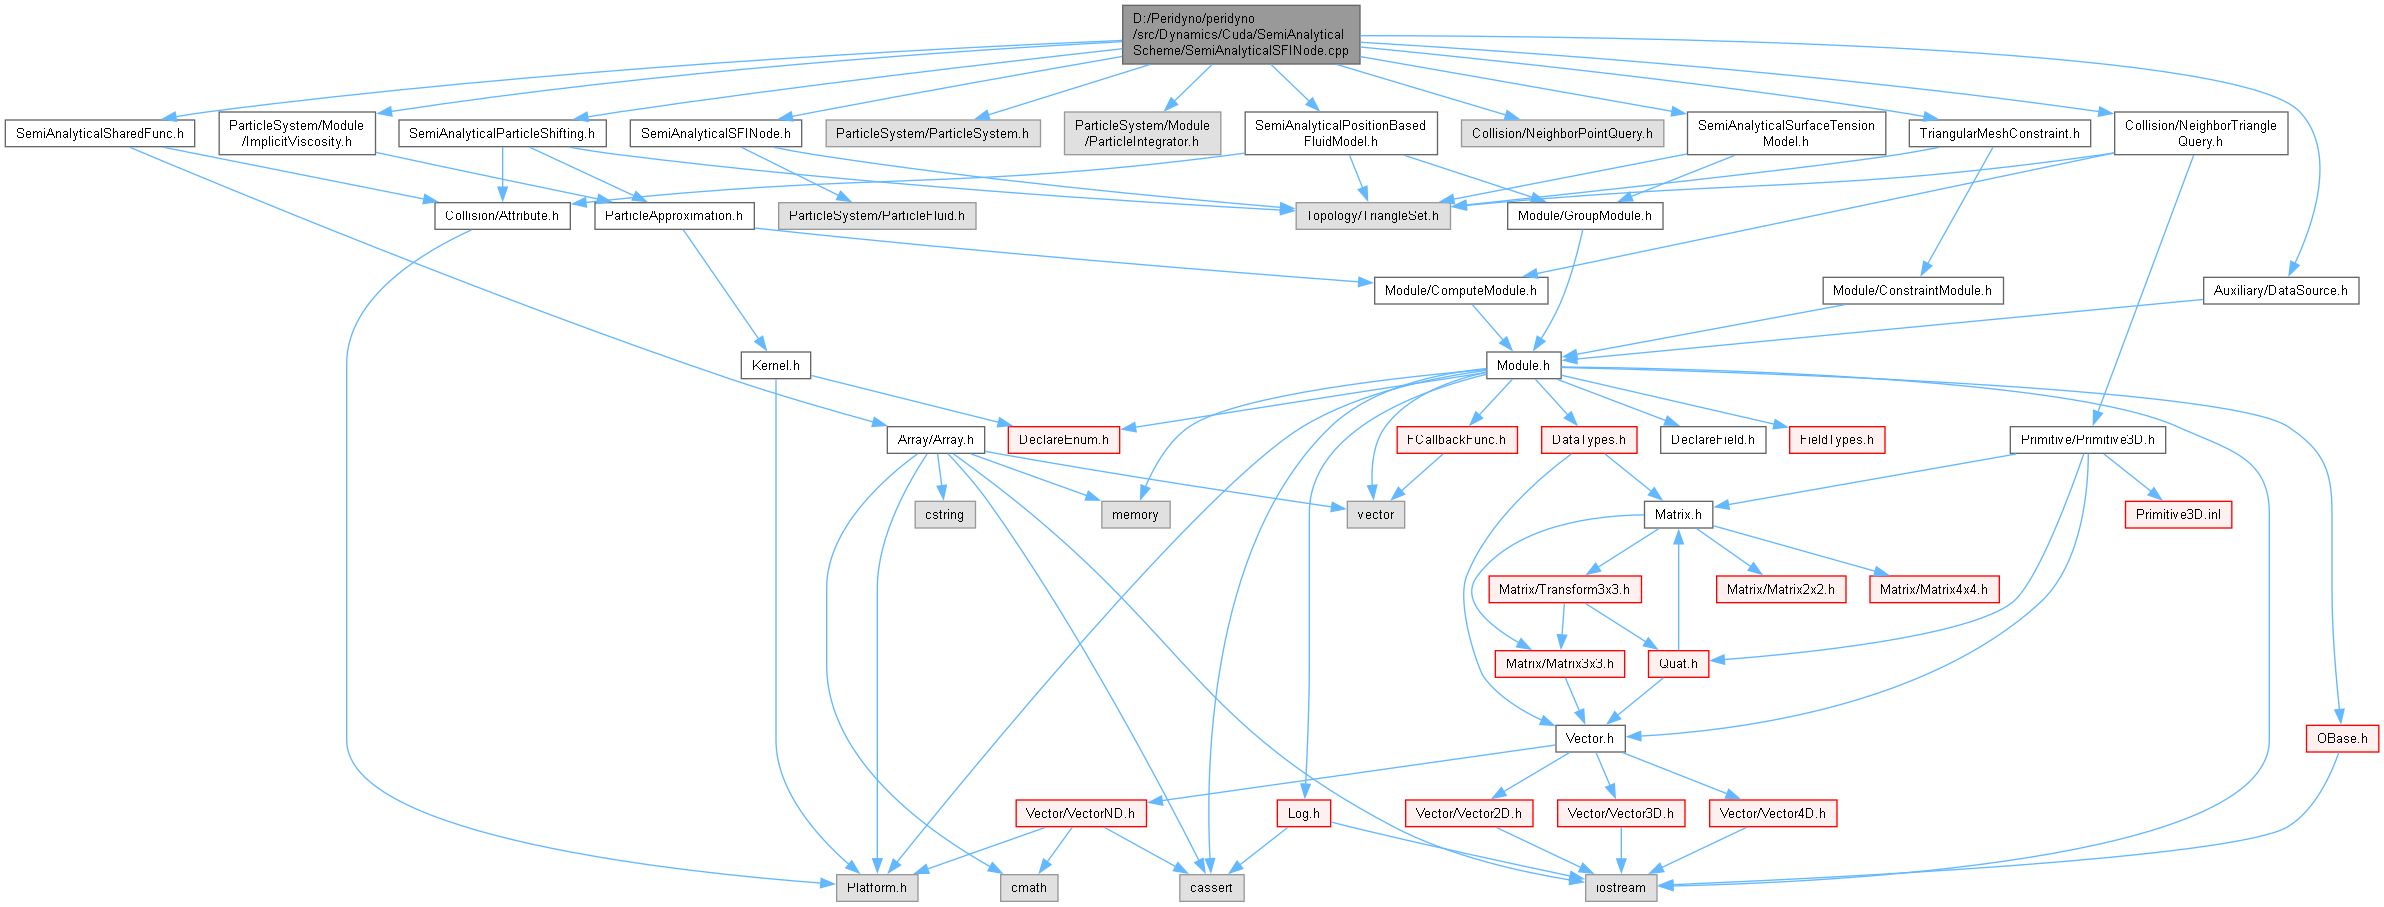 D:/Peridyno/peridyno
/src/Dynamics/Cuda/SemiAnalytical
Scheme/SemiAnalyticalSFINode.cpp
SemiAnalyticalSharedFunc.h
ParticleSystem/Module
/ImplicitViscosity.h
SemiAnalyticalParticleShifting.h
SemiAnalyticalSFINode.h
ParticleSystem/ParticleSystem.h
ParticleSystem/Module
/ParticleIntegrator.h
SemiAnalyticalPositionBased
FluidModel.h
Collision/NeighborPointQuery.h
SemiAnalyticalSurfaceTension
Model.h
TriangularMeshConstraint.h
Collision/NeighborTriangle
Query.h
Collision/Attribute.h
ParticleApproximation.h
ParticleSystem/ParticleFluid.h
Topology/TriangleSet.h
Module/GroupModule.h
Module/ComputeModule.h
Module/ConstraintModule.h
Auxiliary/DataSource.h
Kernel.h
Module.h
Array/Array.h
DeclareEnum.h
FCallbackFunc.h
DataTypes.h
DeclareField.h
FieldTypes.h
Primitive/Primitive3D.h
cstring
memory
vector
Matrix.h
Primitive3D.inl
Matrix/Transform3x3.h
Matrix/Matrix2x2.h
Matrix/Matrix4x4.h
Matrix/Matrix3x3.h
Quat.h
Vector.h
OBase.h
Vector/VectorND.h
Log.h
Vector/Vector2D.h
Vector/Vector3D.h
Vector/Vector4D.h
Platform.h
cmath
cassert
iostream